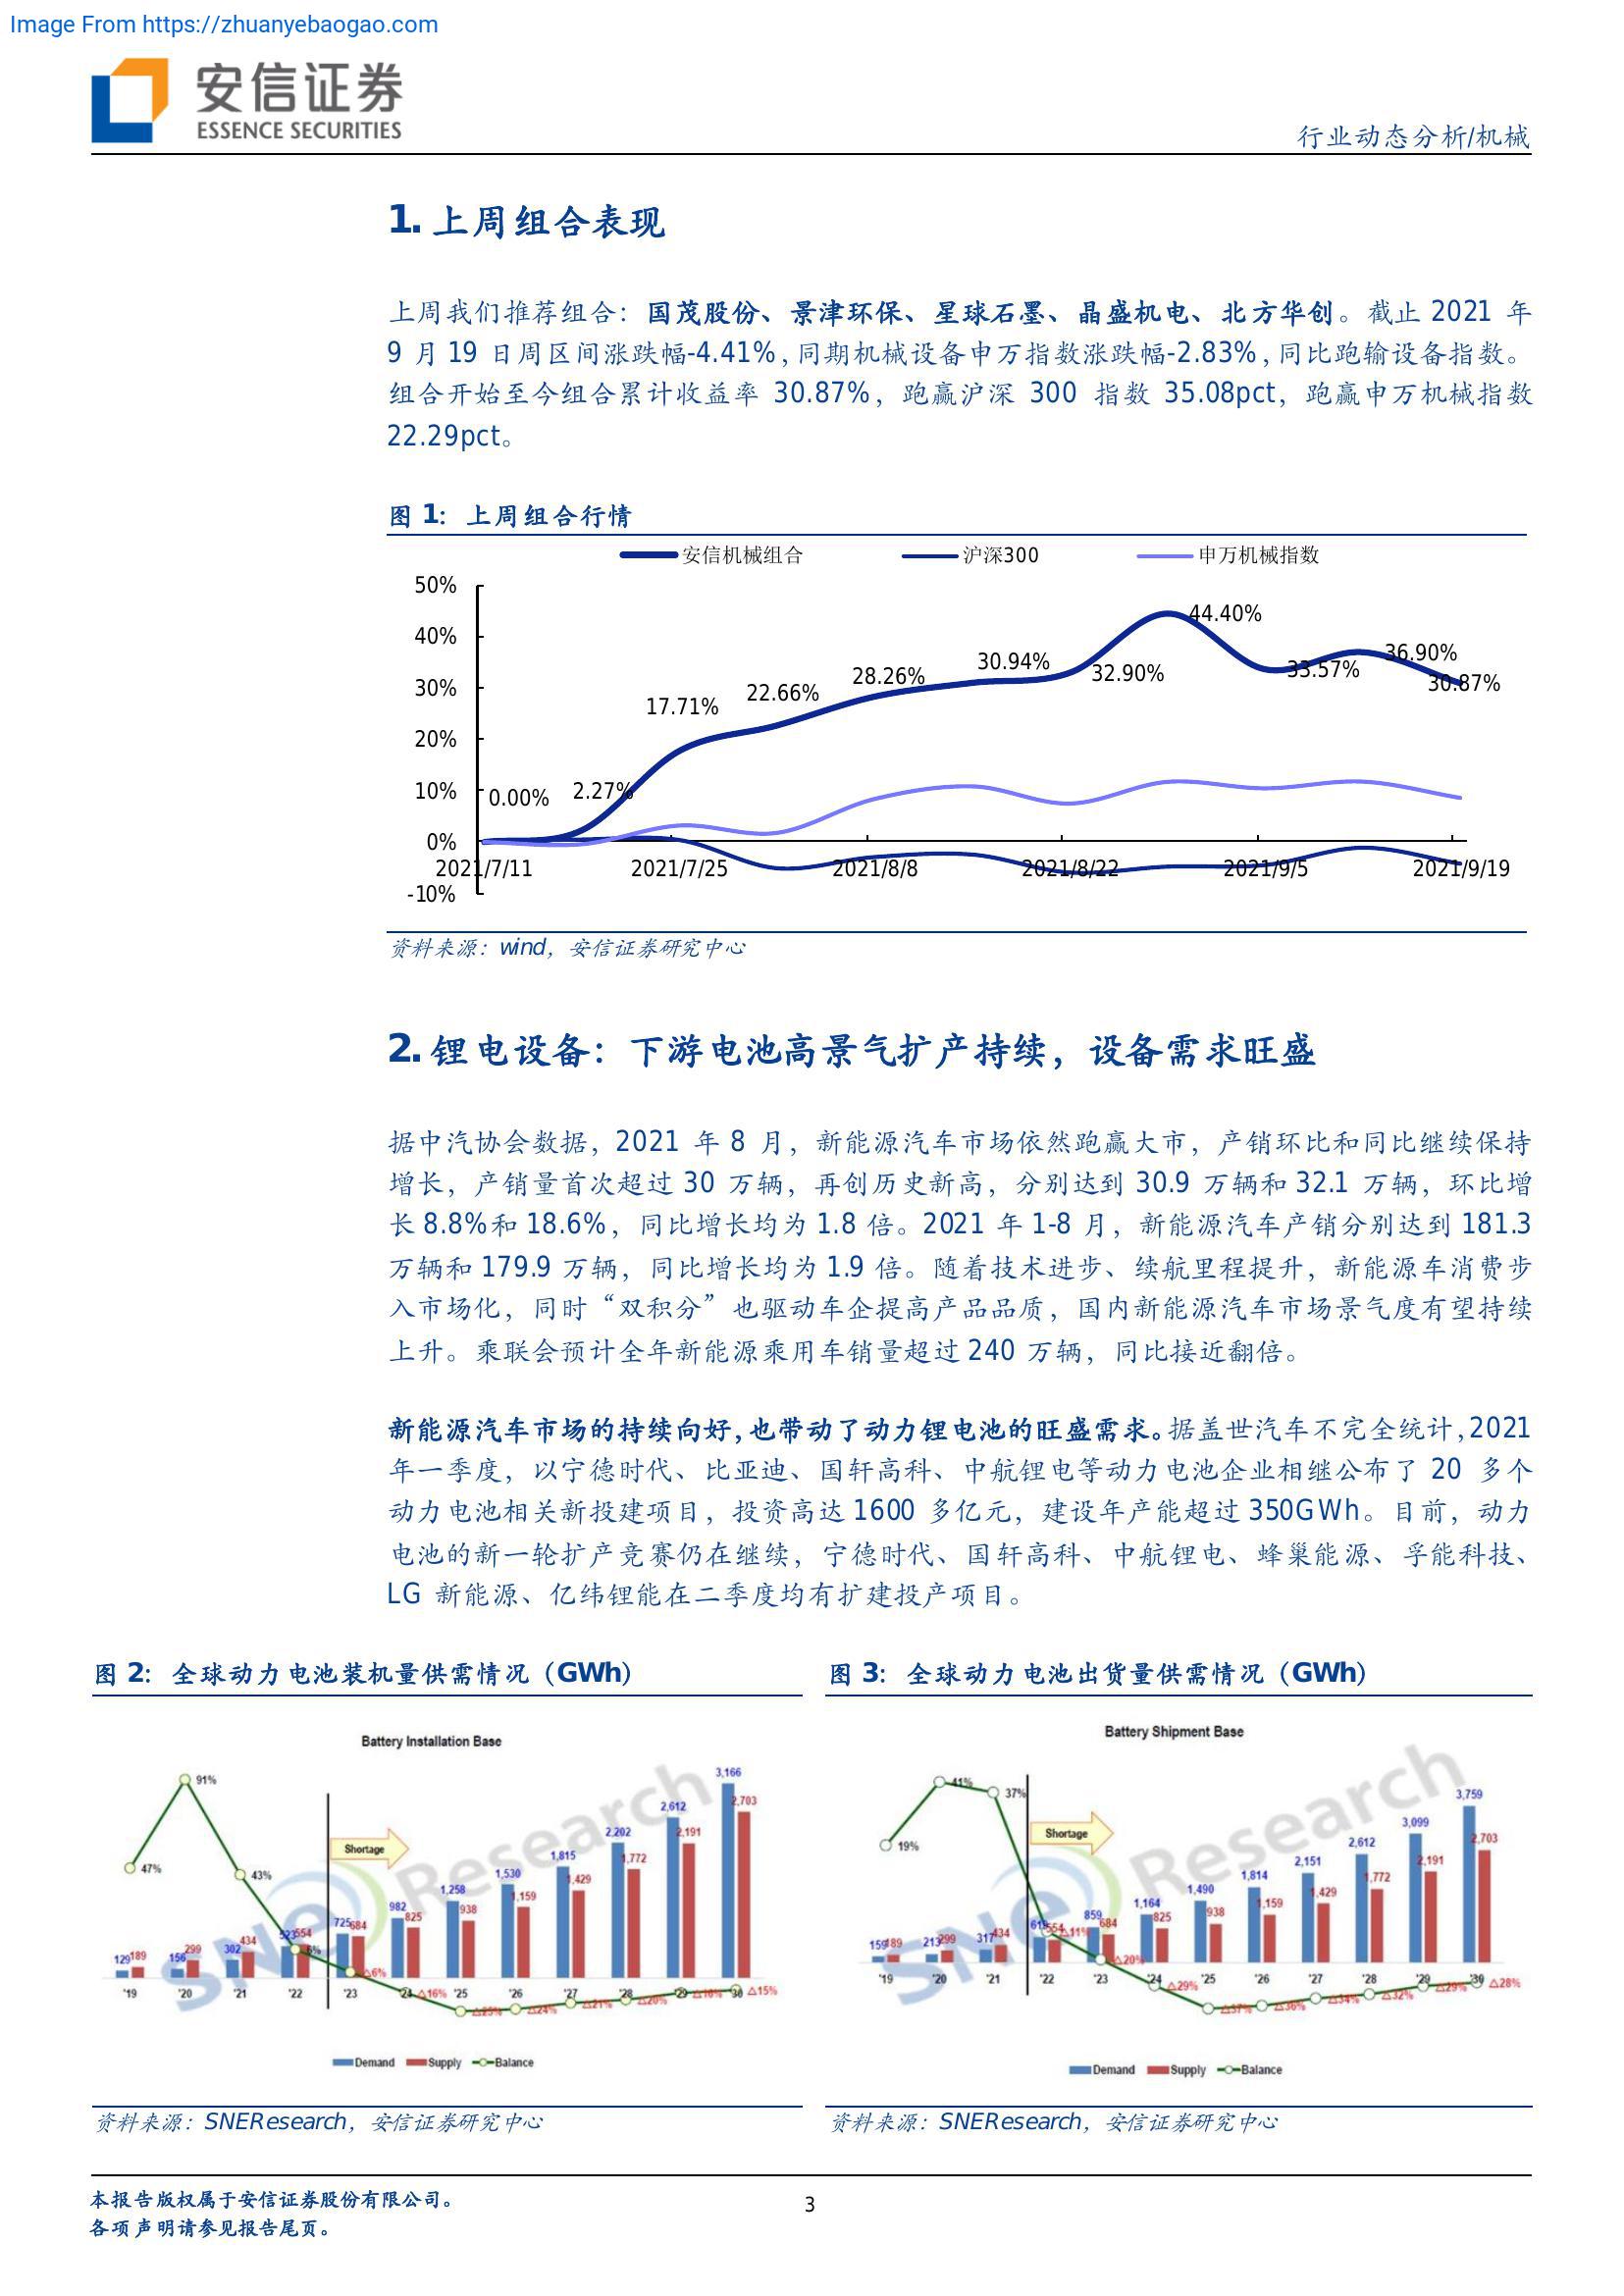 Image From https://zhuanyebaogao.com
安信证券
ESSENCE SECURITIES
行业动态分析/机械
1. 上周组合表现
上周我们推荐组合：国茂股份、景津环保、星球石墨、晶盛机电、北方华创。截止 2021 年
9 月 19 日周区间涨跌幅-4.41%，同期机械设备申万指数涨跌幅-2.83%，同比跑输设备指数。
组合开始至今组合累计收益率 30.87%，跑赢沪深 300 指数 35.08pct，跑赢申万机械指数
22.29pct。
图 1：上周组合行情
安信机械组合 沪深300 申万机械指数
50%
40%
30%
20%
10%
0%
-10%
0.00% 2.27% 17.71% 22.66% 28.26% 30.94% 32.90% 44.40% 33.57% 36.90% 30.87%
2021/7/11 2021/7/25 2021/8/8 2021/8/22 2021/9/5 2021/9/19
资料来源：wind，安信证券研究中心
2. 锂电设备：下游电池高景气扩产持续，设备需求旺盛
据中汽协会数据，2021 年 8 月，新能源汽车市场依然跑赢大市，产销环比和同比继续保持
增长，产销量首次超过 30 万辆，再创历史新高，分别达到 30.9 万辆和 32.1 万辆，环比增
长 8.8%和 18.6%，同比增长均为 1.8 倍。2021 年 1-8 月，新能源汽车产销分别达到 181.3
万辆和 179.9 万辆，同比增长均为 1.9 倍。随着技术进步、续航里程提升，新能源车消费步
入市场化，同时“双积分”也驱动车企提高产品品质，国内新能源汽车市场景气度有望持续
上升。乘联会预计全年新能源乘用车销量超过 240 万辆，同比接近翻倍。
新能源汽车市场的持续向好，也带动了动力锂电池的旺盛需求。据盖世汽车不完全统计，2021
年一季度，以宁德时代、比亚迪、国轩高科、中航锂电等动力电池企业相继公布了 20 多个
动力电池相关新投建项目，投资高达 1600 多亿元，建设年产能超过 350GWh。目前，动力
电池的新一轮扩产竞赛仍在继续，宁德时代、国轩高科、中航锂电、蜂巢能源、孚能科技、
LG 新能源、亿纬锂能在二季度均有扩建投产项目。
图 2：全球动力电池装机量供需情况（GWh）
Battery Installation Base
SNe Research
Shortage
47% 91% 43% 6% △6% △16% △25% △24% △21% △20% △16% △15%
129 156 302 523 725 982 1,258 1,530 1,815 2,202 2,612 3,166
189 299 434 554 684 825 938 1,159 1,429 1,772 2,191 2,703
'19 '20 '21 '22 '23 '24 '25 '26 '27 '28 '29 '30
Demand Supply Balance
资料来源：SNEResearch，安信证券研究中心
图 3：全球动力电池出货量供需情况（GWh）
Battery Shipment Base
SNe Research
Shortage
19% 41% 37% △11% △20% △29% △37% △36% △34% △32% △29% △28%
159 213 317 859 1,164 1,490 1,814 2,151 2,612 3,099 3,759
189 299 434 554 684 825 938 1,159 1,429 1,772 2,191 2,703
'19 '20 '21 '22 '23 '24 '25 '26 '27 '28 '29 '30
Demand Supply Balance
资料来源：SNEResearch，安信证券研究中心
本报告版权属于安信证券股份有限公司。
各项声明请参见报告尾页。
3